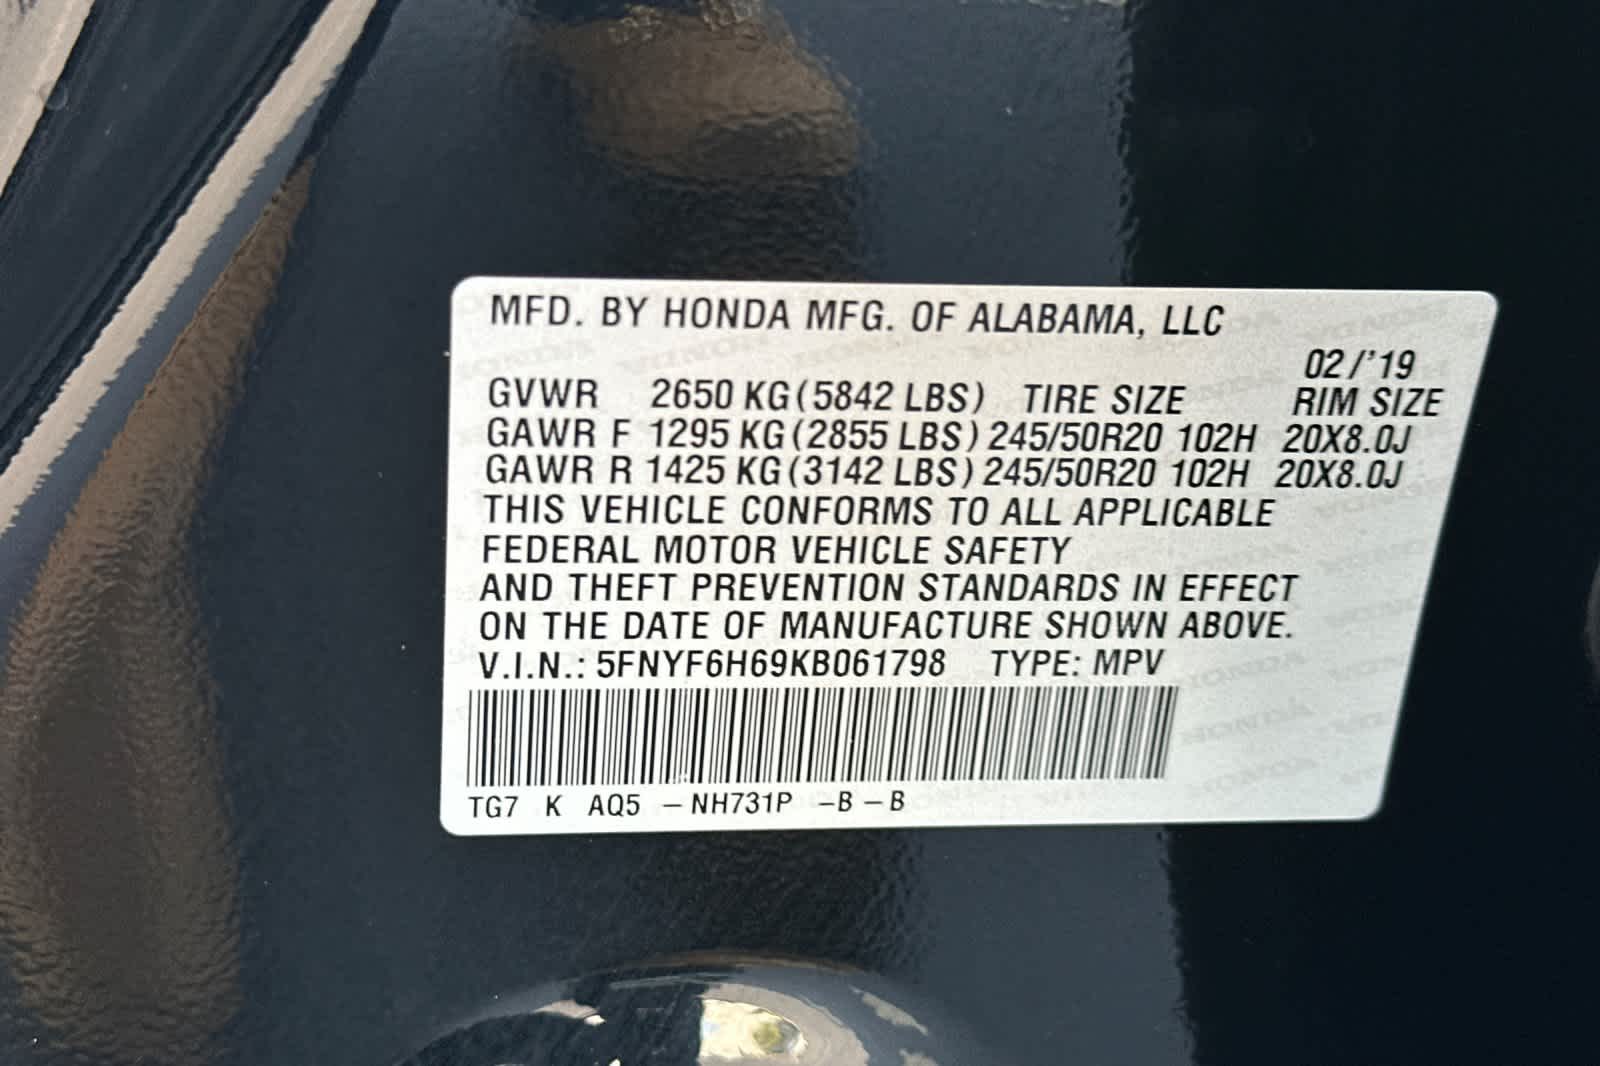 MFD. BY HONDA MFG. OF ALABAMA, LLC
02/'19
GVWR 2650 KG (5842 LBS) TIRE SIZE RIM SIZE
GAWR F 1295 KG (2855 LBS) 245/50R20 102H 20X8.0J
GAWR R 1425 KG (3142 LBS) 245/50R20 102H 20X8.0J
THIS VEHICLE CONFORMS TO ALL APPLICABLE
FEDERAL MOTOR VEHICLE SAFETY
AND THEFT PREVENTION STANDARDS IN EFFECT
ON THE DATE OF MANUFACTURE SHOWN ABOVE.
V.I.N.: 5FNYF6H69KB061798 TYPE: MPV
TG7 K AQ5 – NH731P –B – B